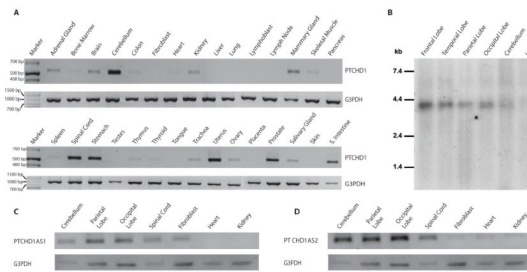 A
Marker Adrenal Gland Bone Marrow Brain Cerebellum Colon Fibroblast Heart Kidney Liver Lung Lymphoblast Lymph Node Mammary Gland Skeletal Muscle Pancreas
700 bp
500 bp
400 bp
PTCHD1
1500 bp
1000 bp
700 bp
G3PDH
Marker Spleen Spinal Cord Stomach Testes Thymus Thyroid Tongue Trachea Uterus Ovary Placenta Prostate Salivary Gland Skin S. Intestine
700 bp
500 bp
400 bp
PTCHD1
1500 bp
1000 bp
700 bp
G3PDH
B
kb Frontal Lobe Temporal Lobe Parietal Lobe Occipital Lobe Cerebellum
7.4
4.4
2.4
1.4
C
Cerebellum Parietal Lobe Occipital Lobe Spinal Cord Fibroblast Heart Kidney
PTCHD1AS1
G3PDH
D
Cerebellum Parietal Lobe Occipital Lobe Spinal Cord Fibroblast Heart Kidney
PTCHD1AS2
G3PDH